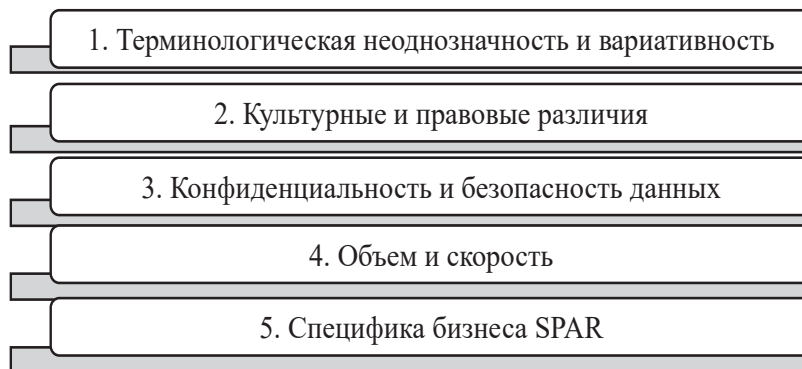 1. Терминологическая неоднозначность и вариативность
2. Культурные и правовые различия
3. Конфиденциальность и безопасность данных
4. Объем и скорость
5. Специфика бизнеса SPAR